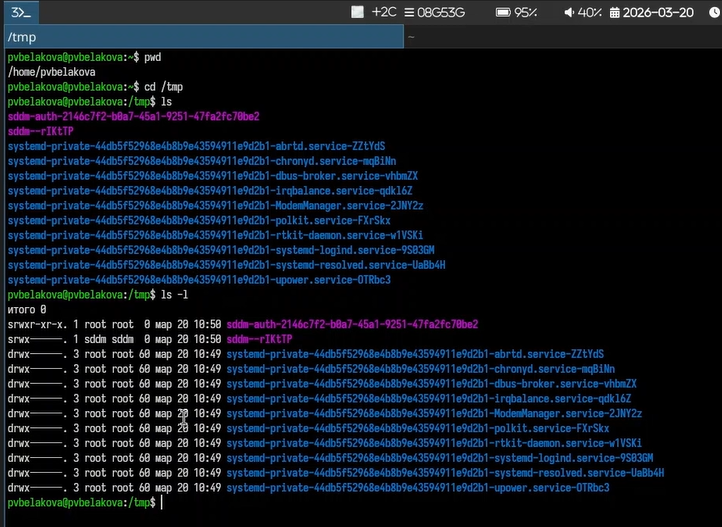 3>_ +2C 08G53G 95% 40% 2026-03-20
/tmp ~
pvbelakova@pvbelakova:~$ pwd
/home/pvbelakova
pvbelakova@pvbelakova:~$ cd /tmp
pvbelakova@pvbelakova:/tmp$ ls
sddm-auth-2146c7f2-b0a7-45a1-9251-47fa2fc70be2
sddm--rIKtTP
systemd-private-44db5f52968e4b8b9e43594911e9d2b1-abrtd.service-ZZtYdS
systemd-private-44db5f52968e4b8b9e43594911e9d2b1-chronyd.service-mqBiNn
systemd-private-44db5f52968e4b8b9e43594911e9d2b1-dbus-broker.service-vhbmZX
systemd-private-44db5f52968e4b8b9e43594911e9d2b1-irqbalance.service-qdkl6Z
systemd-private-44db5f52968e4b8b9e43594911e9d2b1-ModemManager.service-2JNY2z
systemd-private-44db5f52968e4b8b9e43594911e9d2b1-polkit.service-FXrSkx
systemd-private-44db5f52968e4b8b9e43594911e9d2b1-rtkit-daemon.service-w1VSKi
systemd-private-44db5f52968e4b8b9e43594911e9d2b1-systemd-logind.service-9S03GM
systemd-private-44db5f52968e4b8b9e43594911e9d2b1-systemd-resolved.service-UaBb4H
systemd-private-44db5f52968e4b8b9e43594911e9d2b1-upower.service-OTRbc3
pvbelakova@pvbelakova:/tmp$ ls -l
итого 0
srwxr-xr-x. 1 root root 0 мар 20 10:50 sddm-auth-2146c7f2-b0a7-45a1-9251-47fa2fc70be2
srwx------. 1 sddm sddm 0 мар 20 10:50 sddm--rIKtTP
drwx------. 3 root root 60 мар 20 10:49 systemd-private-44db5f52968e4b8b9e43594911e9d2b1-abrtd.service-ZZtYdS
drwx------. 3 root root 60 мар 20 10:49 systemd-private-44db5f52968e4b8b9e43594911e9d2b1-chronyd.service-mqBiNn
drwx------. 3 root root 60 мар 20 10:49 systemd-private-44db5f52968e4b8b9e43594911e9d2b1-dbus-broker.service-vhbmZX
drwx------. 3 root root 60 мар 20 10:49 systemd-private-44db5f52968e4b8b9e43594911e9d2b1-irqbalance.service-qdkl6Z
drwx------. 3 root root 60 мар 20 10:49 systemd-private-44db5f52968e4b8b9e43594911e9d2b1-ModemManager.service-2JNY2z
drwx------. 3 root root 60 мар 20 10:49 systemd-private-44db5f52968e4b8b9e43594911e9d2b1-polkit.service-FXrSkx
drwx------. 3 root root 60 мар 20 10:49 systemd-private-44db5f52968e4b8b9e43594911e9d2b1-rtkit-daemon.service-w1VSKi
drwx------. 3 root root 60 мар 20 10:49 systemd-private-44db5f52968e4b8b9e43594911e9d2b1-systemd-logind.service-9S03GM
drwx------. 3 root root 60 мар 20 10:49 systemd-private-44db5f52968e4b8b9e43594911e9d2b1-systemd-resolved.service-UaBb4H
drwx------. 3 root root 60 мар 20 10:49 systemd-private-44db5f52968e4b8b9e43594911e9d2b1-upower.service-OTRbc3
pvbelakova@pvbelakova:/tmp$